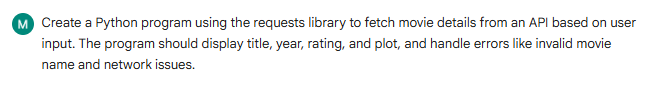 M Create a Python program using the requests library to fetch movie details from an API based on user
input. The program should display title, year, rating, and plot, and handle errors like invalid movie
name and network issues.